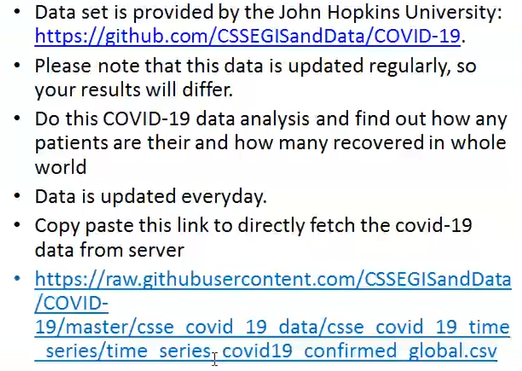 • Data set is provided by the John Hopkins University:
https://github.com/CSSEGISandData/COVID-19.
• Please note that this data is updated regularly, so
your results will differ.
• Do this COVID-19 data analysis and find out how any
patients are their and how many recovered in whole
world
• Data is updated everyday.
• Copy paste this link to directly fetch the covid-19
data from server
• https://raw.githubusercontent.com/CSSEGISandData
/COVID-
19/master/csse_covid_19_data/csse_covid_19_time
_series/time_series_covid19_confirmed_global.csv